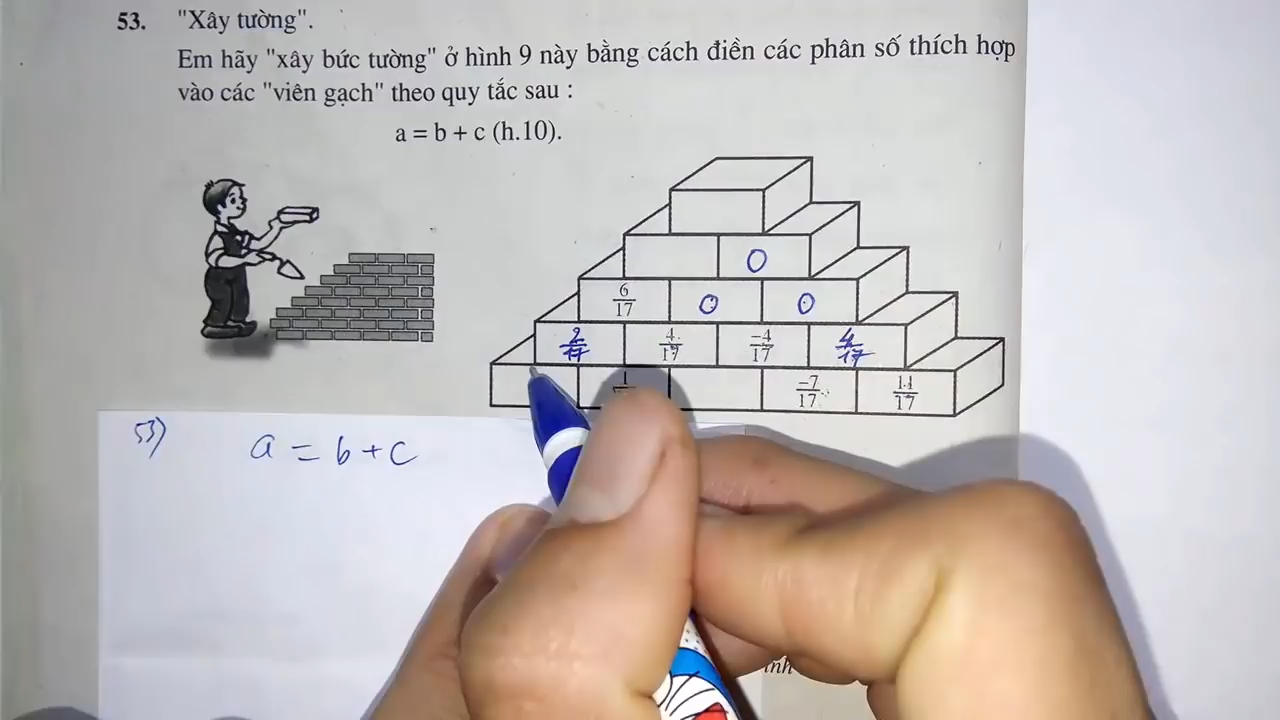 53. "Xây tường".
Em hãy "xây bức tường" ở hình 9 này bằng cách điền các phân số thích hợp
vào các "viên gạch" theo quy tắc sau :
a = b + c (h.10).
0
6/17 0 0
2/17 4/17 -4/17 4/17
1 -7/17 11/17
53) a = b + c